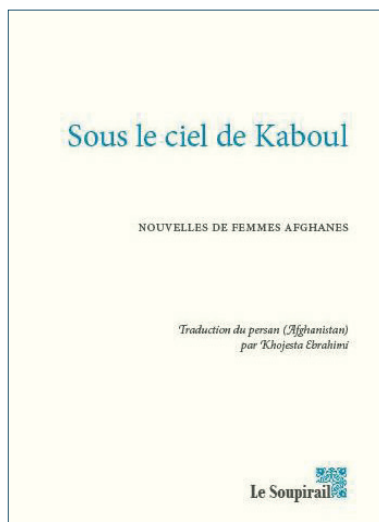 Sous le ciel de Kaboul
NOUVELLES DE FEMMES AFGHANES
Traduction du persan (Afghanistan)
par Khojesta Ebrahimi
Le Soupirail